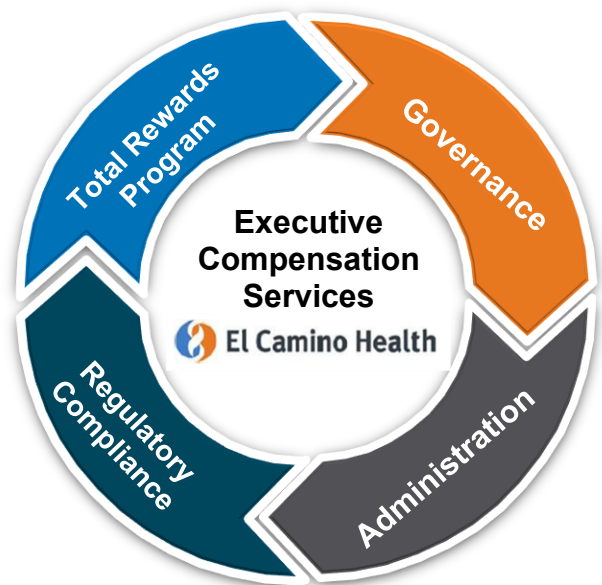 Total Rewards
Program
Governance
Executive
Compensation
Services
El Camino Health
Regulatory
Compliance
Administration